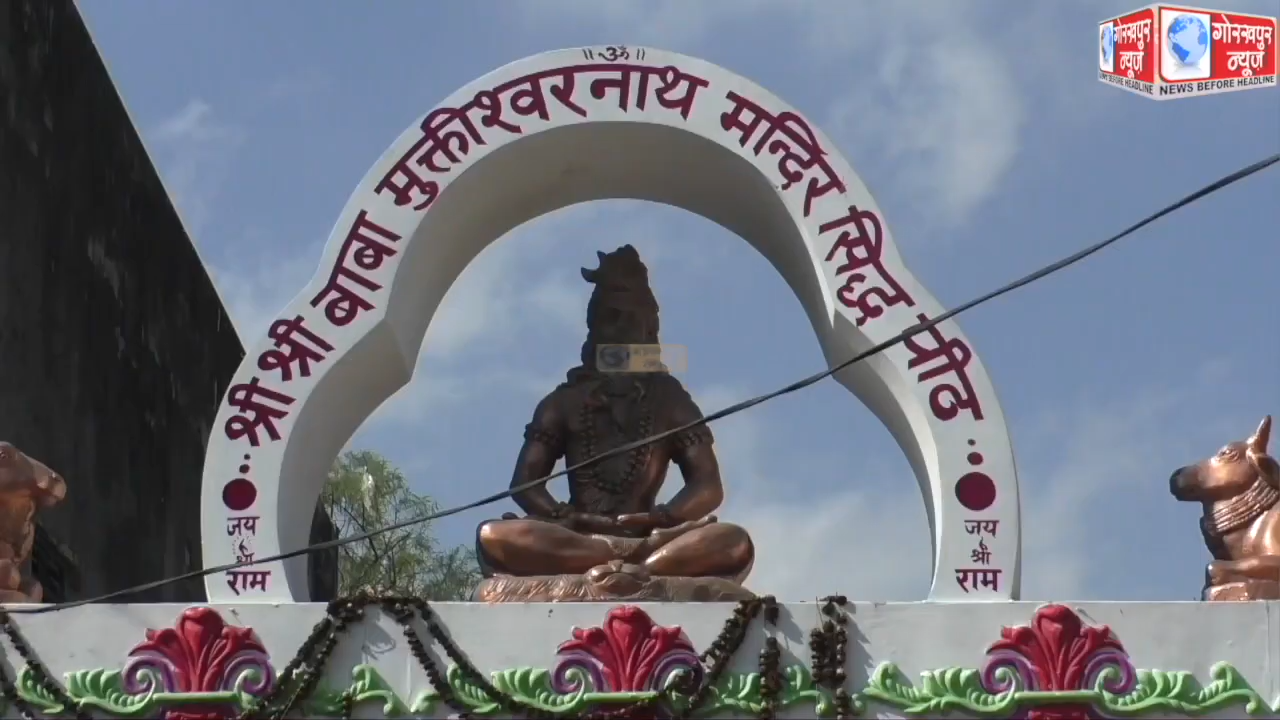 ॥ ॐ ॥
श्री श्री बाबा मुक्तीश्वरनाथ मन्दिर सिद्ध पीठ
जय
श्री
राम
जय
श्री
राम
गोरखपुर
न्यूज
गोरखपुर
न्यूज
NEWS BEFORE HEADLINE